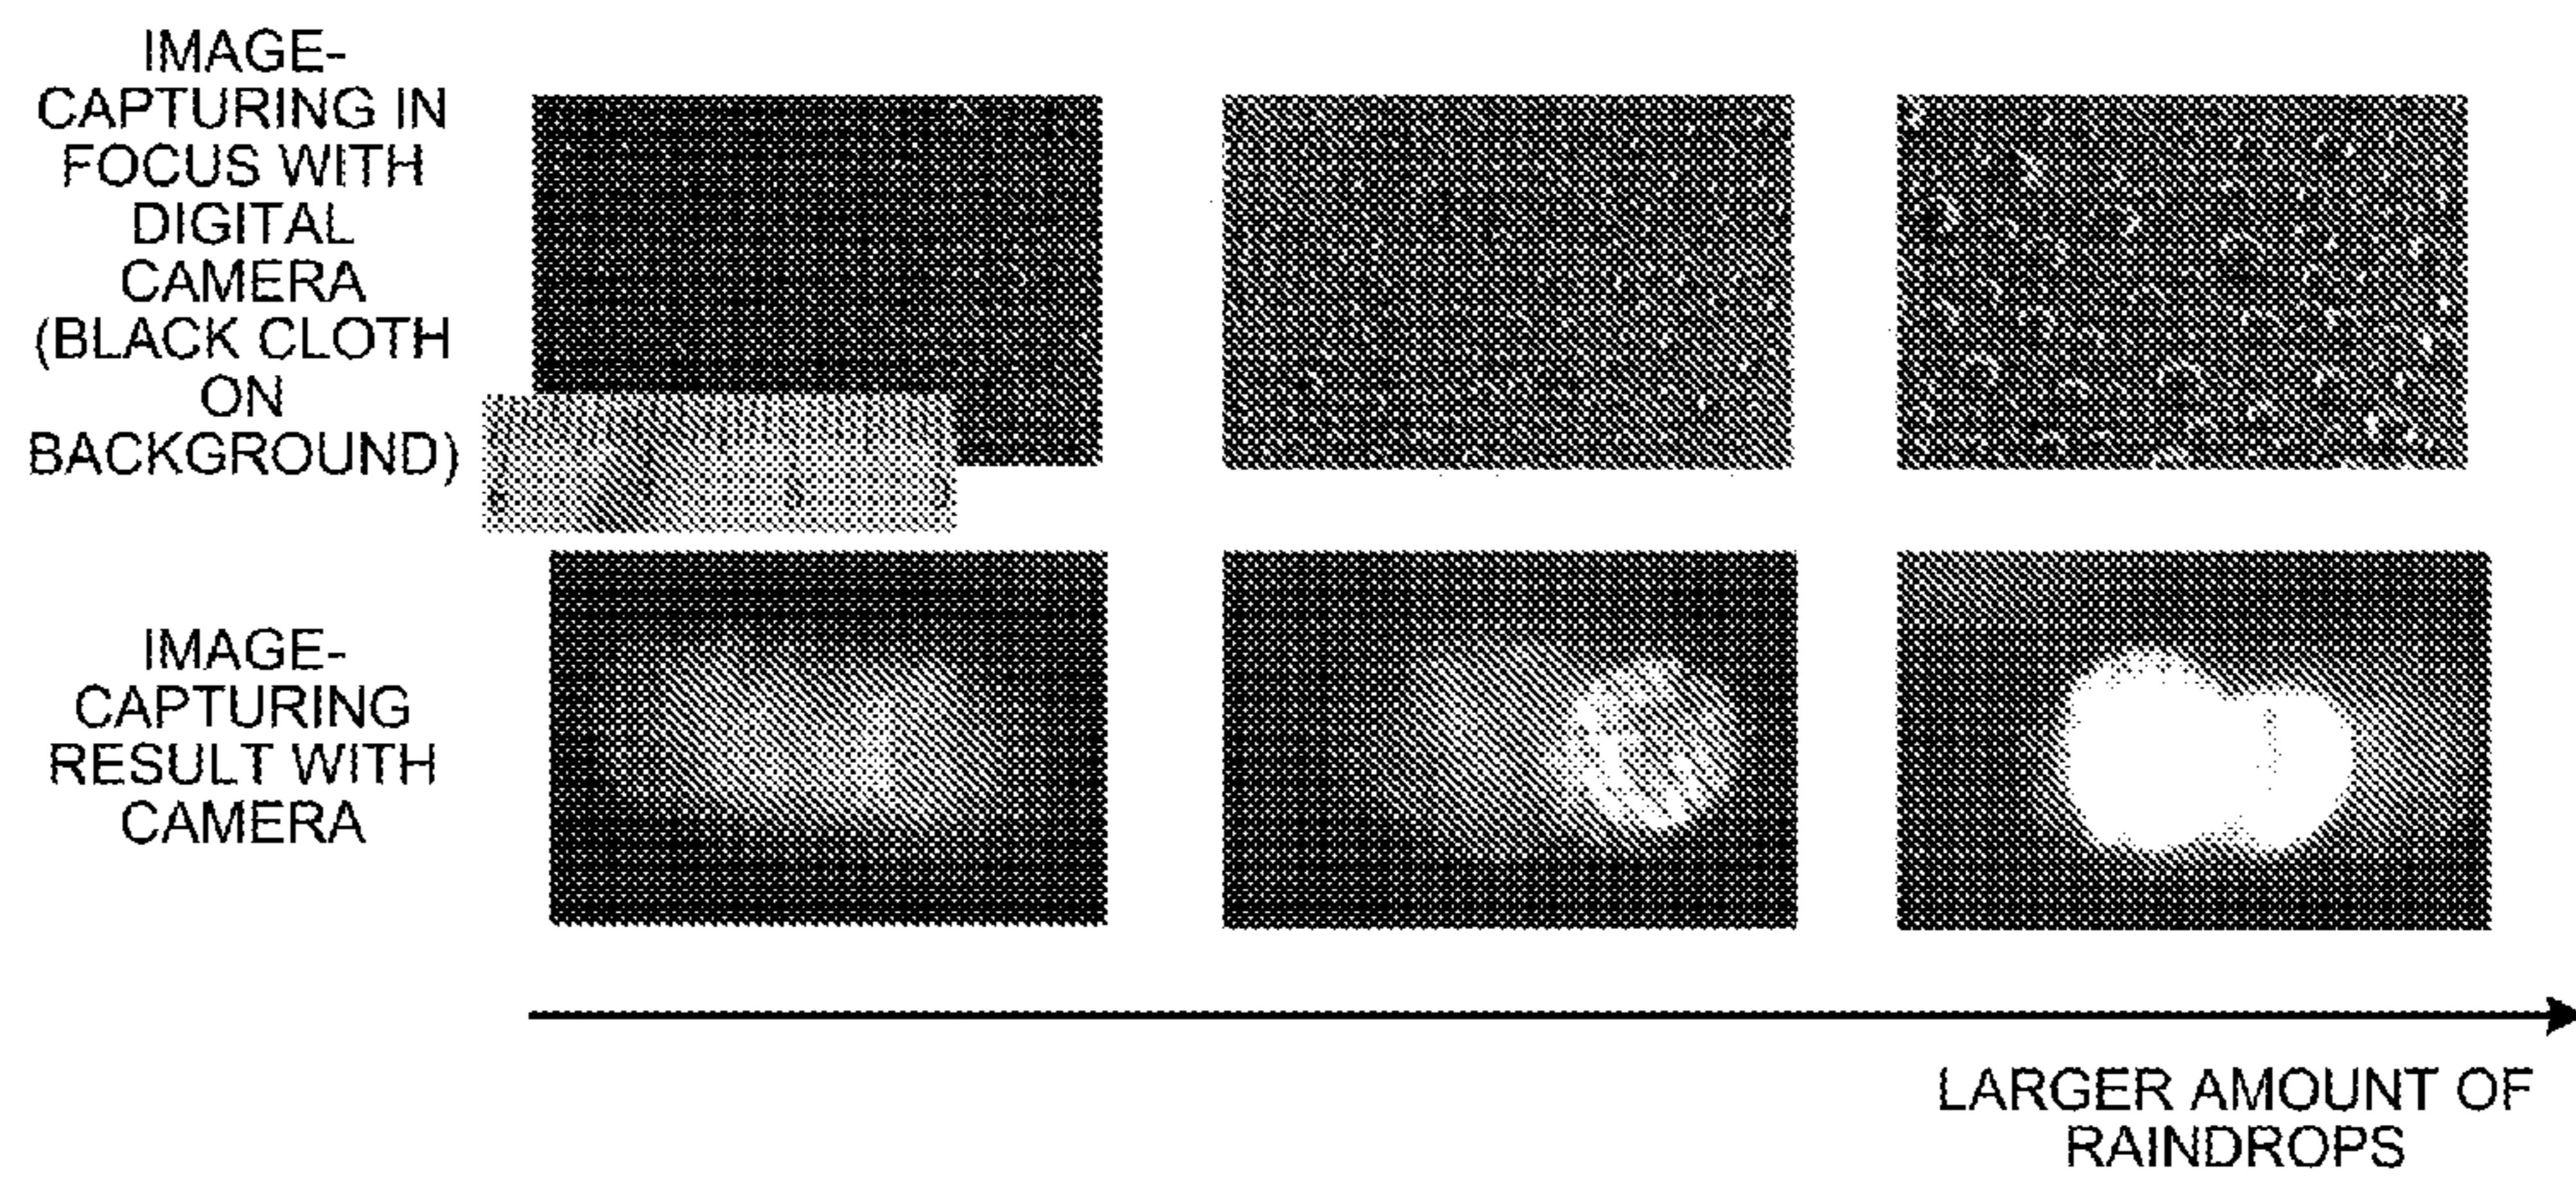 IMAGE-
CAPTURING IN
FOCUS WITH
DIGITAL
CAMERA
(BLACK CLOTH
ON
BACKGROUND)
IMAGE-
CAPTURING
RESULT WITH
CAMERA
LARGER AMOUNT OF
RAINDROPS